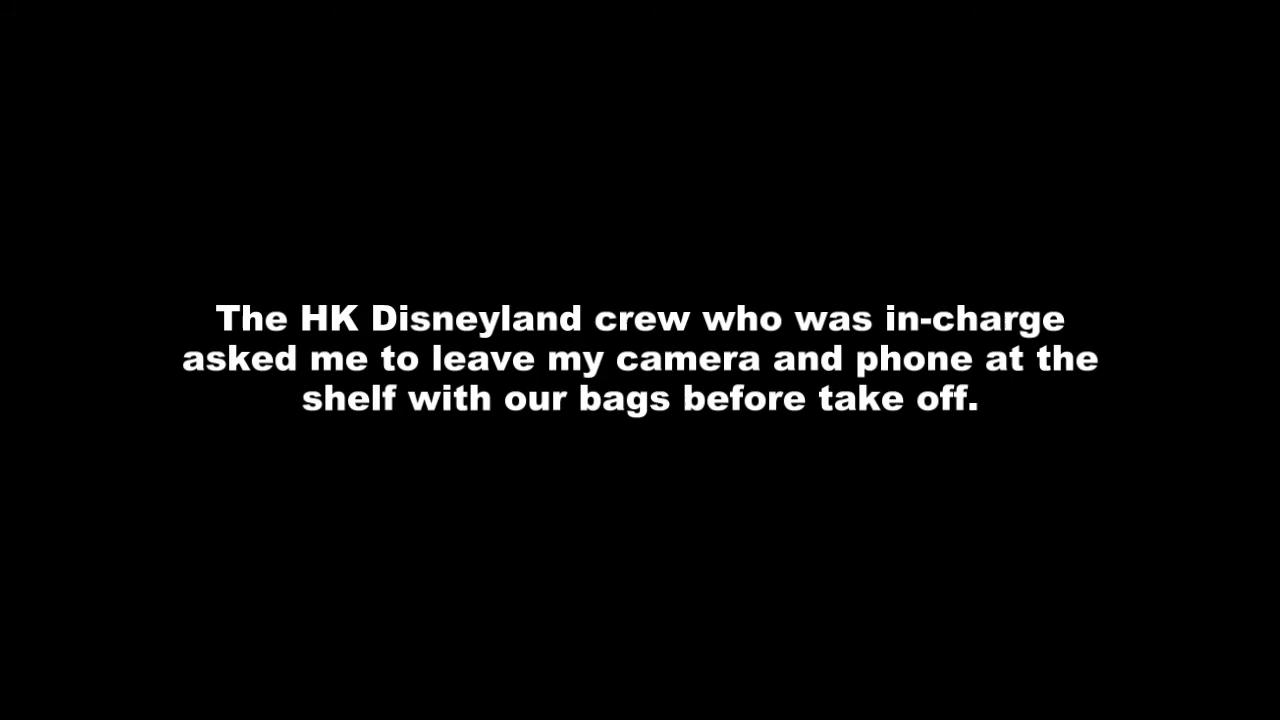 The HK Disneyland crew who was in-charge
asked me to leave my camera and phone at the
shelf with our bags before take off.